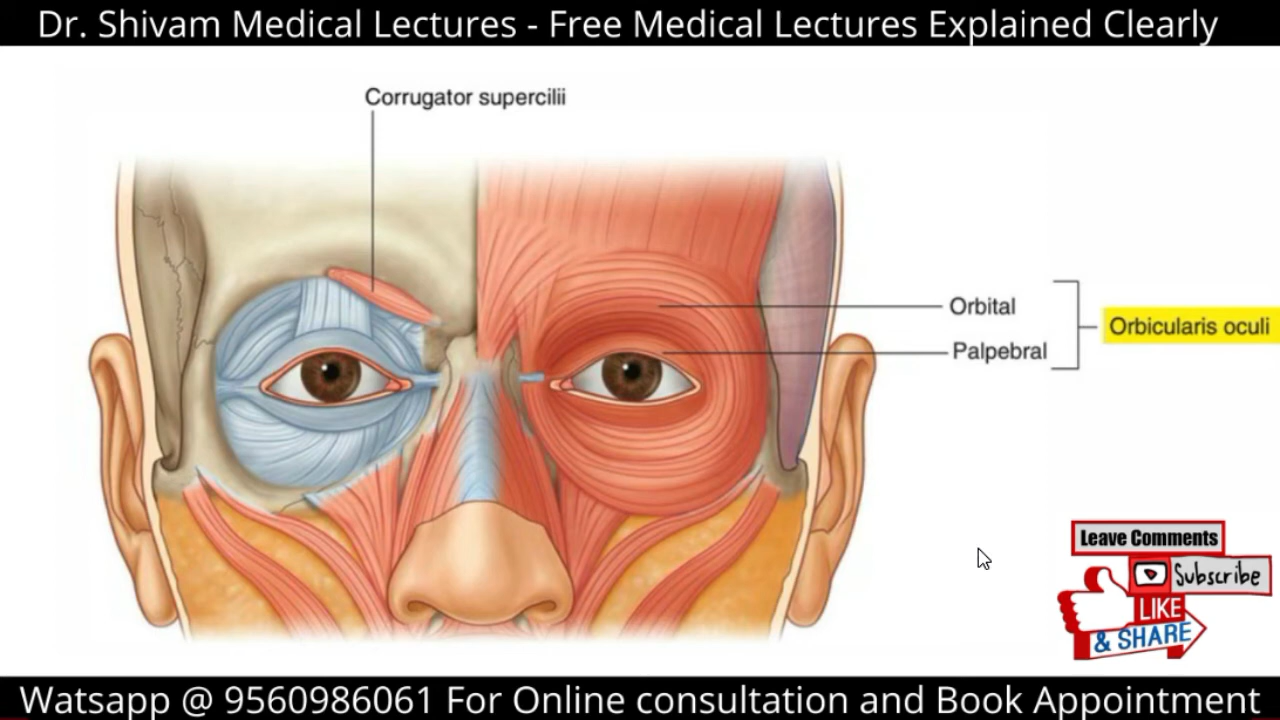 Dr. Shivam Medical Lectures - Free Medical Lectures Explained Clearly
Corrugator supercilii
Orbital
Palpebral
Orbicularis oculi
Leave Comments
Subscribe
LIKE
& SHARE
Watsapp @ 9560986061 For Online consultation and Book Appointment